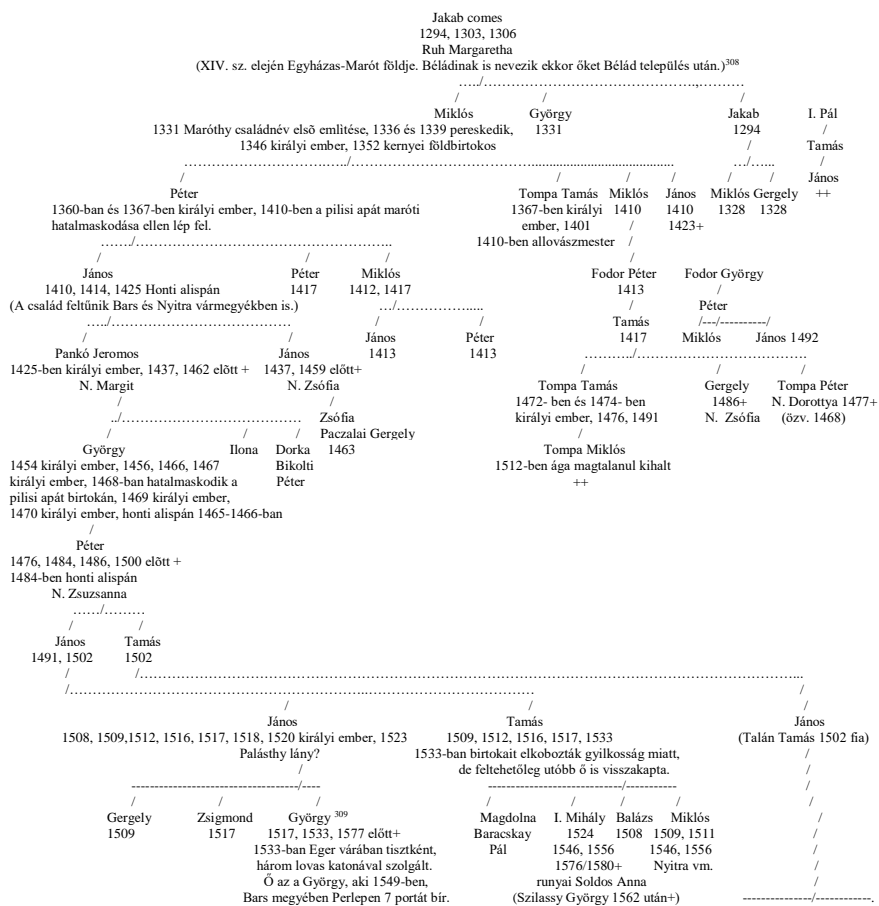 Jakab comes
1294, 1303, 1306
Ruh Margaretha
(XIV. sz. elején Egyházas-Marót földje. Béládinak is nevezik ekkor őket Bélád település után.)308
…../……………………………………………..,………
/ / /
Miklós György Jakab I. Pál
1331 Maróthy családnév elsõ emlìtése, 1336 és 1339 pereskedik, 1331 1294 /
1346 királyi ember, 1352 kernyei földbirtokos / Tamás
…………………………………../……………………………........................................ …/…... /
/ / / / / / János
Péter Tompa Tamás Miklós János Miklós Gergely ++
1360-ban és 1367-ben királyi ember, 1410-ben a pilisi apát maróti 1367-ben királyi 1410 1410 1328 1328
hatalmaskodása ellen lép fel. ember, 1401 / 1423+
……./…………………………………………….. 1410-ben allovászmester /
/ / / /
János Péter Miklós Fodor Péter Fodor György
1410, 1414, 1425 Honti alispán 1417 1412, 1417 1413 /
(A család feltűnik Bars és Nyitra vármegyékben is.) …/……………..... / Péter
…../……………………………… / / Tamás /---/----------/
/ / János Péter 1417 Miklós János 1492
Pankó Jeromos János 1413 1413 ………../…………………………………….
1425-ben királyi ember, 1437, 1462 elõtt + 1437, 1459 előtt+ / / /
N. Margit N. Zsófia Tompa Tamás Gergely Tompa Péter
/ / 1472- ben és 1474- ben 1486+ N. Dorottya 1477+
../………………………………… Zsófia királyi ember, 1476, 1491 N. Zsófia (özv. 1468)
/ / / Paczalai Gergely /
György Ilona Dorka 1463 Tompa Miklós
1454 királyi ember, 1456, 1466, 1467 Bikolti 1512-ben ága magtalanul kihalt
királyi ember, 1468-ban hatalmaskodik a Péter ++
pilisi apát birtokán, 1469 királyi ember,
1470 királyi ember, honti alispán 1465-1466-ban
/
Péter
1476, 1484, 1486, 1500 elõtt +
1484-ben honti alispán
N. Zsuzsanna
……/………
/ /
János Tamás
1491, 1502 1502
/ /…………………………………………………………………………………………………………...
/…………………………………………..………………………… /
/ / /
János Tamás János
1508, 1509,1512, 1516, 1517, 1518, 1520 királyi ember, 1523 1509, 1512, 1516, 1517, 1533 (Talán Tamás 1502 fia)
Palásthy lány? 1533-ban birtokait elkobozták gyilkosság miatt, /
/ de feltehetőleg utóbb ő is visszakapta. /
-----------------------------------/---- ----------------------------/----------- /
/ / / / / / / /
Gergely Zsigmond György 309 Magdolna I. Mihály Balázs Miklós /
1509 1517 1517, 1533, 1577 előtt+ Baracskay 1524 1508 1509, 1511 /
1533-ban Eger várában tisztként, Pál 1546, 1556 1546, 1556 /
három lovas katonával szolgált. 1576/1580+ Nyitra vm. /
Ő az a György, aki 1549-ben, runyai Soldos Anna /
Bars megyében Perlepen 7 portát bír. (Szilassy György 1562 után+) ---------------/------------.